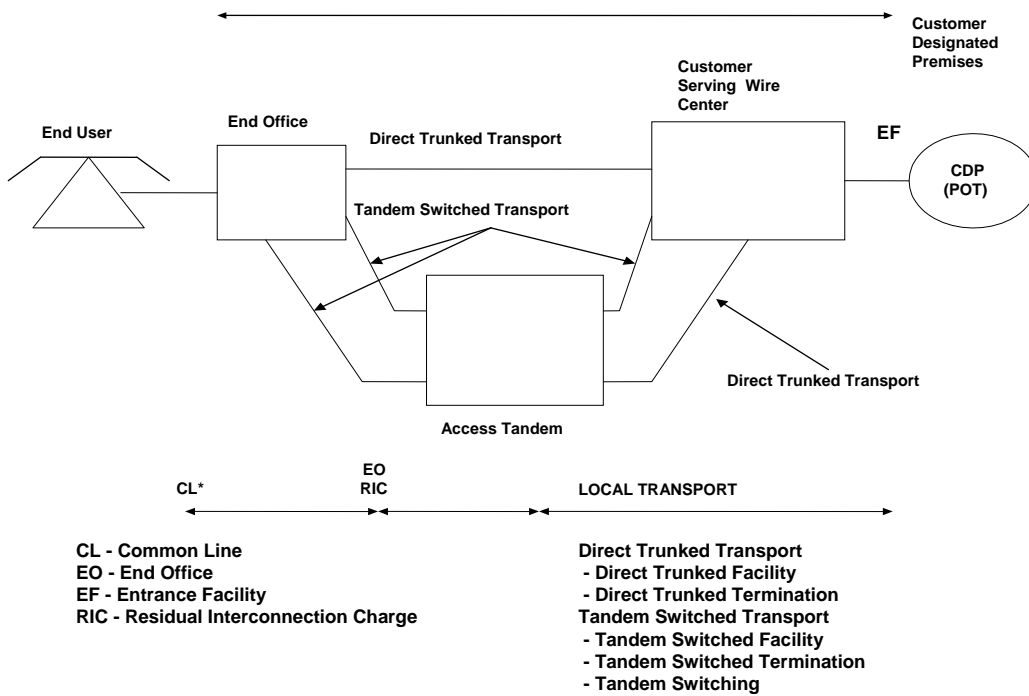 Customer
Designated
Premises
Customer
Serving Wire
Center
End User
End Office
Direct Trunked Transport
EF
CDP
(POT)
Tandem Switched Transport
Direct Trunked Transport
Access Tandem
CL*
EO
RIC
LOCAL TRANSPORT
CL - Common Line
EO - End Office
EF - Entrance Facility
RIC - Residual Interconnection Charge
Direct Trunked Transport
- Direct Trunked Facility
- Direct Trunked Termination
Tandem Switched Transport
- Tandem Switched Facility
- Tandem Switched Termination
- Tandem Switching